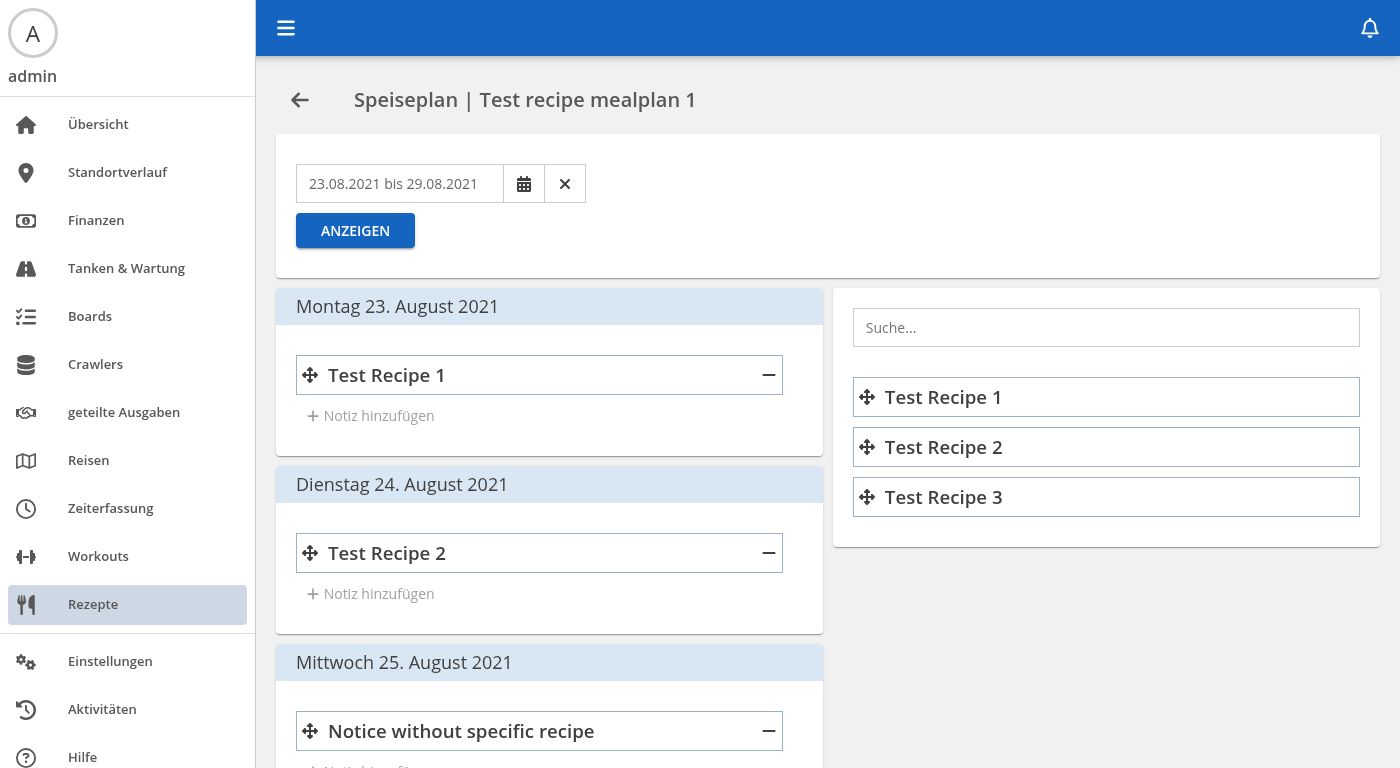 A
admin
Übersicht
Standortverlauf
Finanzen
Tanken & Wartung
Boards
Crawlers
geteilte Ausgaben
Reisen
Zeiterfassung
Workouts
Rezepte
Einstellungen
Aktivitäten
Hilfe
Speiseplan | Test recipe mealplan 1
23.08.2021 bis 29.08.2021
ANZEIGEN
Montag 23. August 2021
Test Recipe 1
Notiz hinzufügen
Dienstag 24. August 2021
Test Recipe 2
Notiz hinzufügen
Mittwoch 25. August 2021
Notice without specific recipe
Suche...
Test Recipe 1
Test Recipe 2
Test Recipe 3